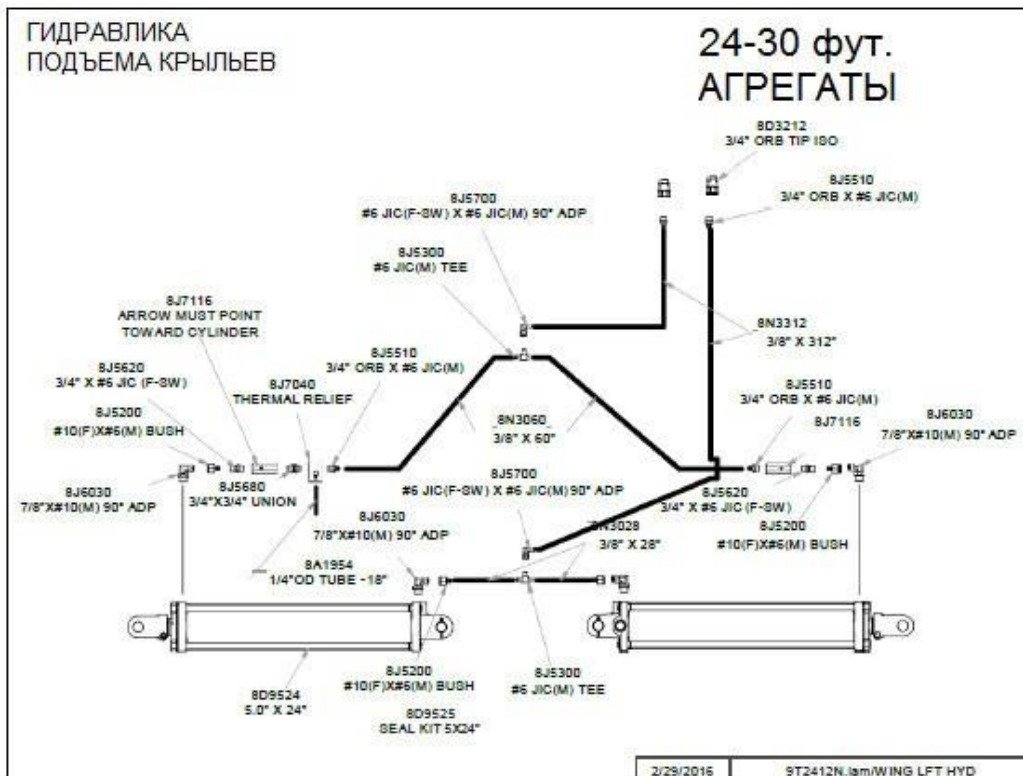 ГИДРАВЛИКА
ПОДЪЕМА КРЫЛЬЕВ
24-30 фут.
АГРЕГАТЫ
8D3212
3/4" ORB TIP ISO
8J5510
3/4" ORB X #6 JIC(M)
8J5700
#6 JIC(F-SW) X #6 JIC(M) 90° ADP
8J5300
#6 JIC(M) TEE
8J7116
ARROW MUST POINT
TOWARD CYLINDER
8N3312
3/8" X 312"
8J5620
3/4" X #6 JIC (F-SW)
8J7040
THERMAL RELIEF
8J5510
3/4" ORB X #6 JIC(M)
8J5200
#10(F)X#6(M) BUSH
8N3060
3/8" X 60"
8J5510
3/4" ORB X #6 JIC(M)
8J7116
8J6030
7/8"X#10(M) 90° ADP
8J6030
7/8"X#10(M) 90° ADP
8J5680
3/4"X3/4" UNION
8J5700
#6 JIC(F-SW) X #6 JIC(M) 90° ADP
8J5620
3/4" X #6 JIC (F-SW)
8J5200
#10(F)X#6(M) BUSH
8J6030
7/8"X#10(M) 90° ADP
8N3028
3/8" X 28"
8A1954
1/4"OD TUBE -18"
8D9524
5.0" X 24"
8J5200
#10(F)X#6(M) BUSH
8J5300
#6 JIC(M) TEE
8D9525
SEAL KIT 5X24"
2/29/2016
9T2412N.iam/WING LFT HYD